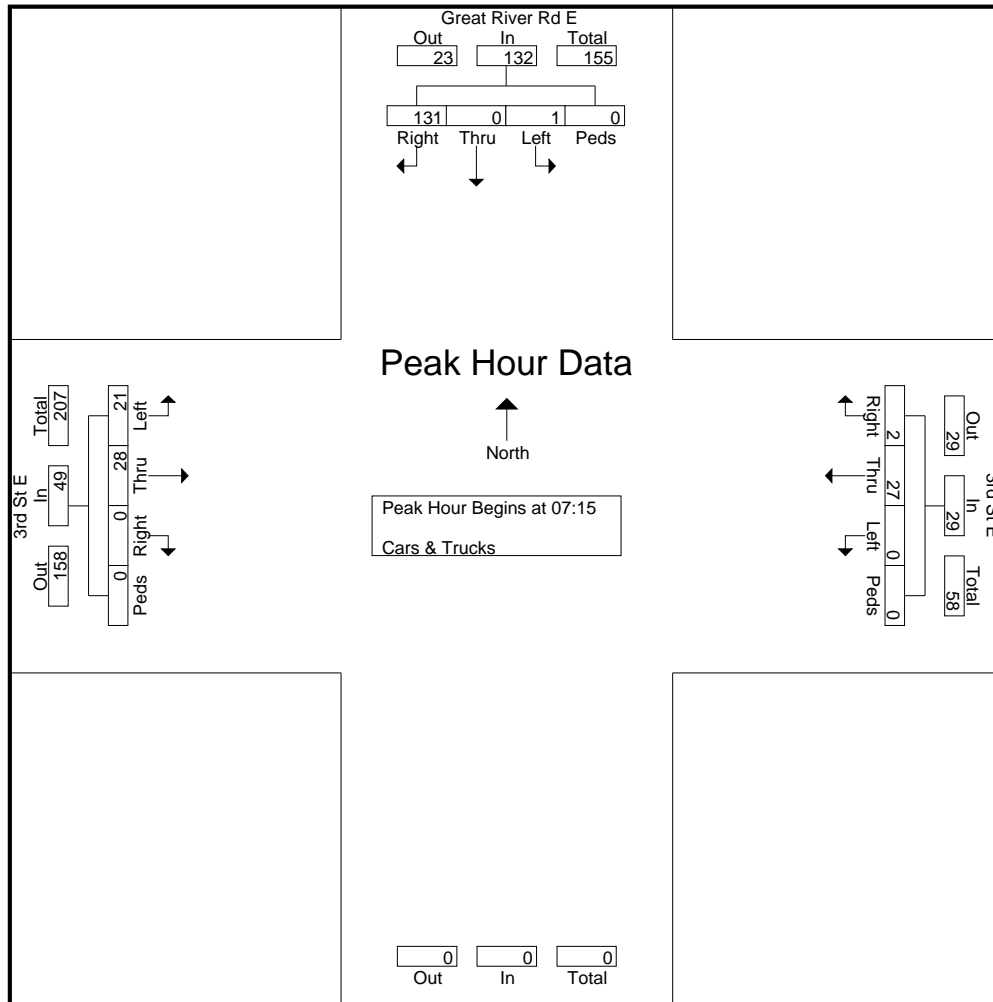 Great River Rd E
Out In Total
23 132 155
131 0 1 0
Right Thru Left Peds
Peak Hour Data
North
Peak Hour Begins at 07:15
Cars & Trucks
3rd St E
Total In Out
207 49 158
21 28 0 0
Left Thru Right Peds
Right Thru Left Peds
2 27 0 0
Out In Total
29 29 58
3rd St E
0 0 0
Out In Total